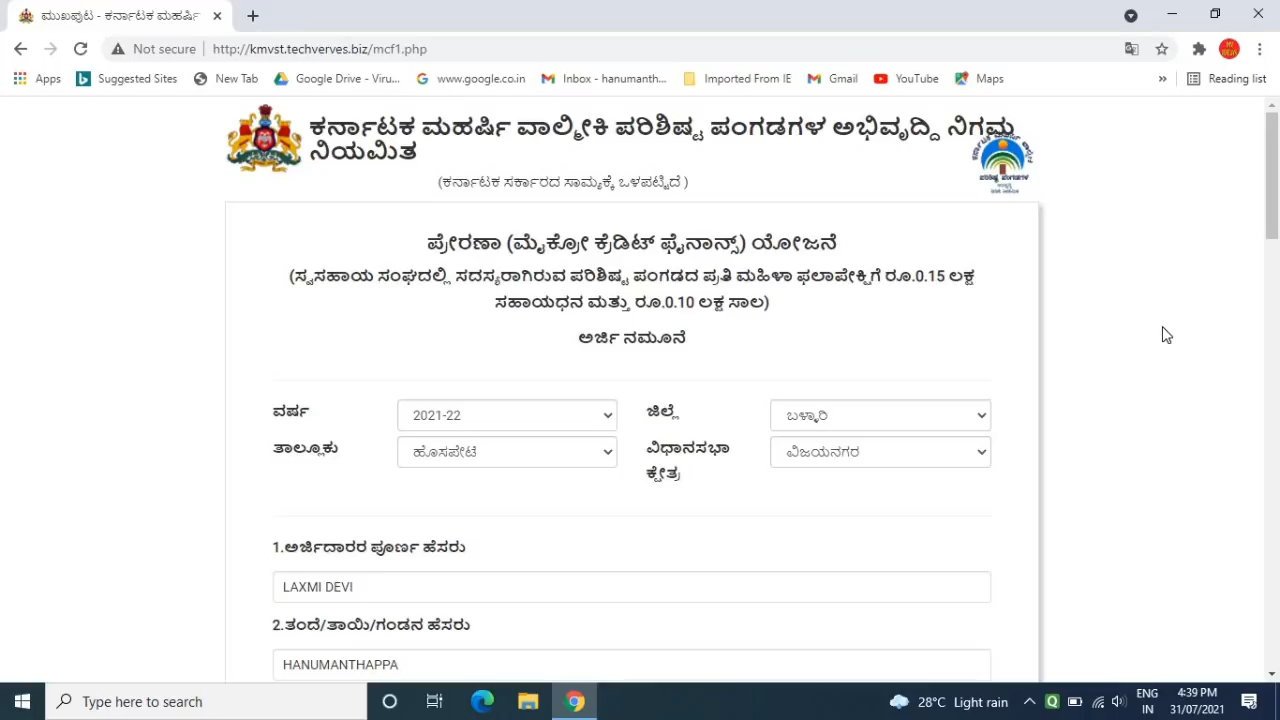 ಮುಖಪುಟ - ಕರ್ನಾಟಕ ಮಹರ್ಷಿ
Not secure
http://kmvst.techverves.biz/mcf1.php
Apps
Suggested Sites
New Tab
Google Drive - Viru...
www.google.co.in
Inbox - hanumanth...
Imported From IE
Gmail
YouTube
Maps
»
Reading list
ಕರ್ನಾಟಕ ಮಹರ್ಷಿ ವಾಲ್ಮೀಕಿ ಪರಿಶಿಷ್ಟ ಪಂಗಡಗಳ ಅಭಿವೃದ್ಧಿ ನಿಗಮ
ನಿಯಮಿತ
(ಕರ್ನಾಟಕ ಸರ್ಕಾರದ ಸಾಮ್ಯಕ್ಕೆ ಒಳಪಟ್ಟಿದೆ )
ಪ್ರೇರಣಾ (ಮೈಕ್ರೋ ಕ್ರೆಡಿಟ್ ಫೈನಾನ್ಸ್) ಯೋಜನೆ
(ಸ್ವಸಹಾಯ ಸಂಘದಲ್ಲಿ ಸದಸ್ಯರಾಗಿರುವ ಪರಿಶಿಷ್ಟ ಪಂಗಡದ ಪ್ರತಿ ಮಹಿಳಾ ಫಲಾಪೇಕ್ಷಿಗೆ ರೂ.0.15 ಲಕ್ಷ
ಸಹಾಯಧನ ಮತ್ತು ರೂ.0.10 ಲಕ್ಷ ಸಾಲ)
ಅರ್ಜಿ ನಮೂನೆ
ವರ್ಷ
2021-22
ಜಿಲ್ಲೆ
ಬಳ್ಳಾರಿ
ತಾಲ್ಲೂಕು
ಹೊಸಪೇಟೆ
ವಿಧಾನಸಭಾ
ಕ್ಷೇತ್ರ
ವಿಜಯನಗರ
1.ಅರ್ಜಿದಾರರ ಪೂರ್ಣ ಹೆಸರು
LAXMI DEVI
2.ತಂದೆ/ತಾಯಿ/ಗಂಡನ ಹೆಸರು
HANUMANTHAPPA
Type here to search
28°C Light rain
ENG
IN
4:39 PM
31/07/2021